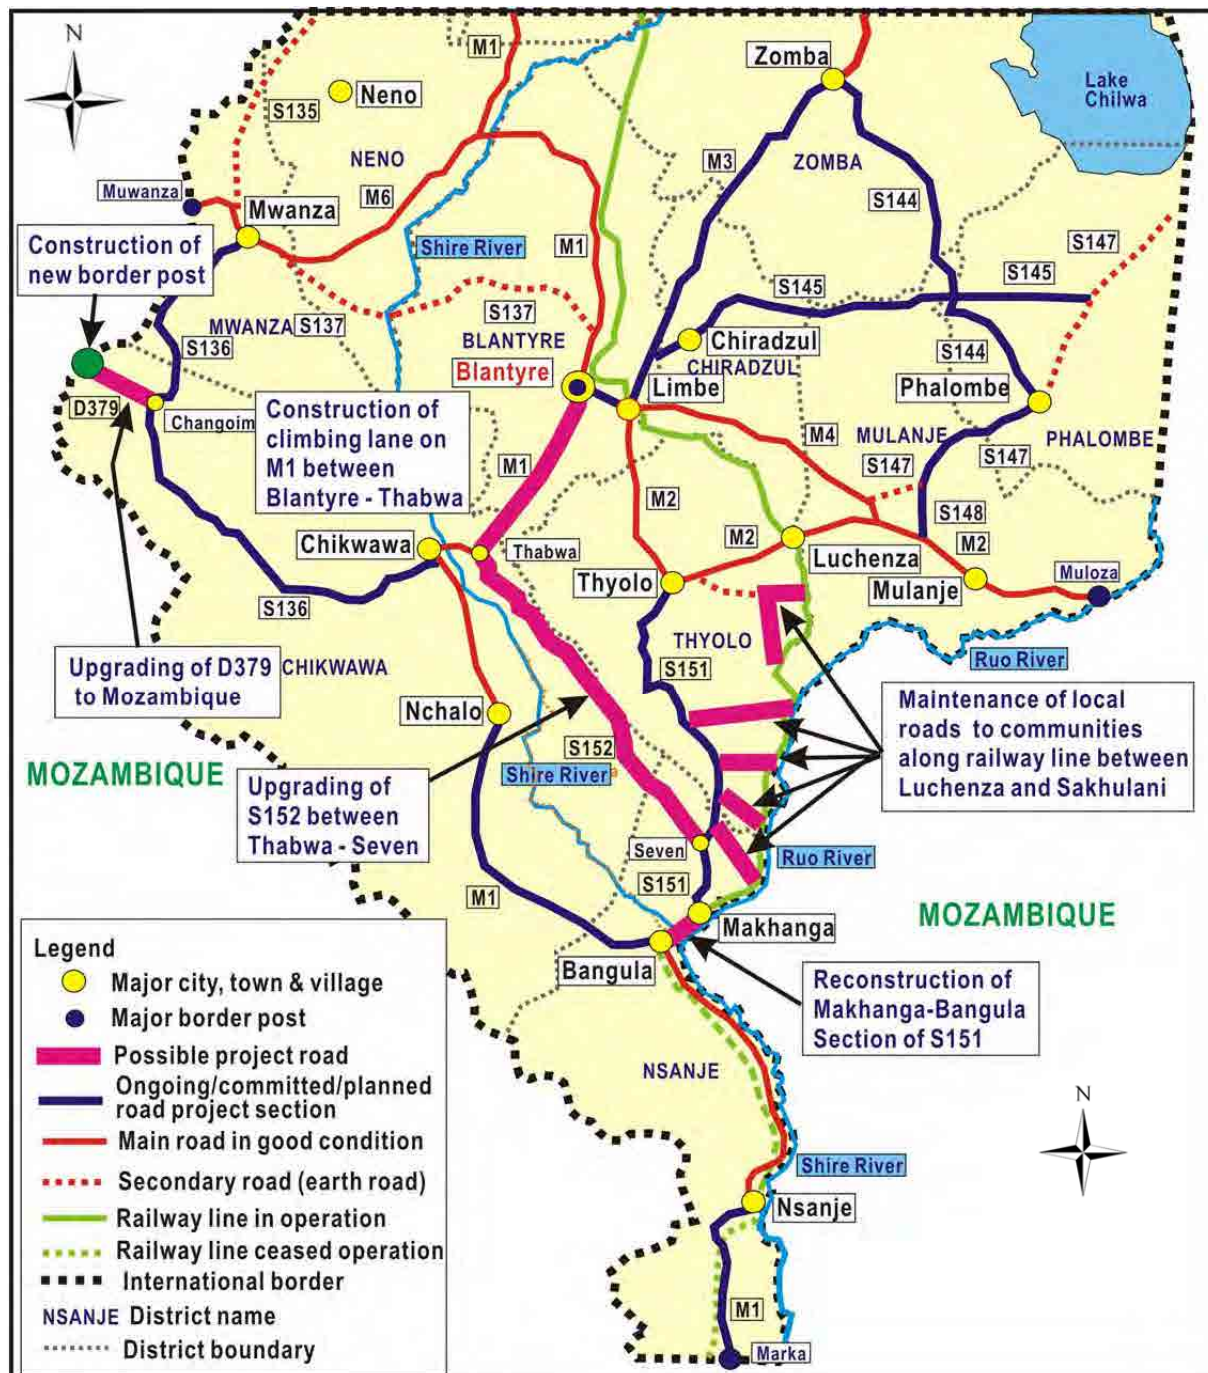 N
M1
Zomba
Lake
Chilwa
Neno
S135
NENO
M3
ZOMBA
Muwanza
M6
S144
Mwanza
Construction of
new border post
Shire River
M1
S147
S145
S145
MWANZA
S137
S137
BLANTYRE
S136
Chiradzul
CHIRADZUL
S144
Blantyre
Limbe
Phalombe
D379
Changoim
Construction of
climbing lane on
M1 between
Blantyre - Thabwa
M4
MULANJE
PHALOMBE
S147
S147
M1
M2
S148
Chikwawa
Thabwa
M2
M2
Luchenza
Thyolo
Mulanje
Muloza
S136
THYOLO
Upgrading of D379
to Mozambique
CHIKWAWA
S151
Ruo River
Nchalo
Maintenance of local
roads to communities
along railway line between
Luchenza and Sakhulani
S152
MOZAMBIQUE
Shire River
Upgrading of
S152 between
Thabwa - Seven
Seven
Ruo River
S151
M1
Makhanga
MOZAMBIQUE
Bangula
Reconstruction of
Makhanga-Bangula
Section of S151
NSANJE
N
Shire River
Nsanje
M1
Marka
Legend
Major city, town & village
Major border post
Possible project road
Ongoing/committed/planned
road project section
Main road in good condition
Secondary road (earth road)
Railway line in operation
Railway line ceased operation
International border
NSANJE District name
District boundary